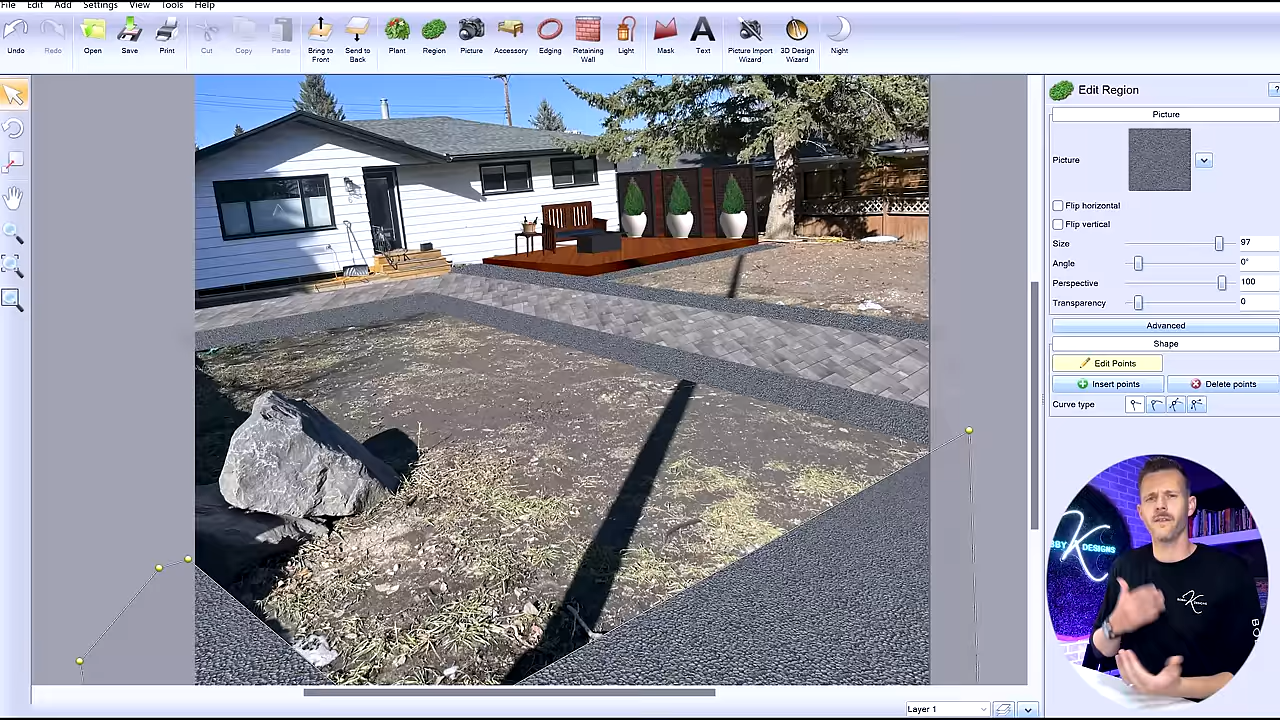 File Edit Add Settings View Tools Help
Undo Redo Open Save Print Cut Copy Paste Bring to Front Send to Back Plant Region Picture Accessory Edging Retaining Wall Light Mask Text Picture Import Wizard 3D Design Wizard Night
Edit Region
?
Picture
Picture
Flip horizontal
Flip vertical
Size 97
Angle 0°
Perspective 100
Transparency 0
Advanced
Shape
Edit Points
Insert points Delete points
Curve type
K
BBY K DESIGNS
Layer 1